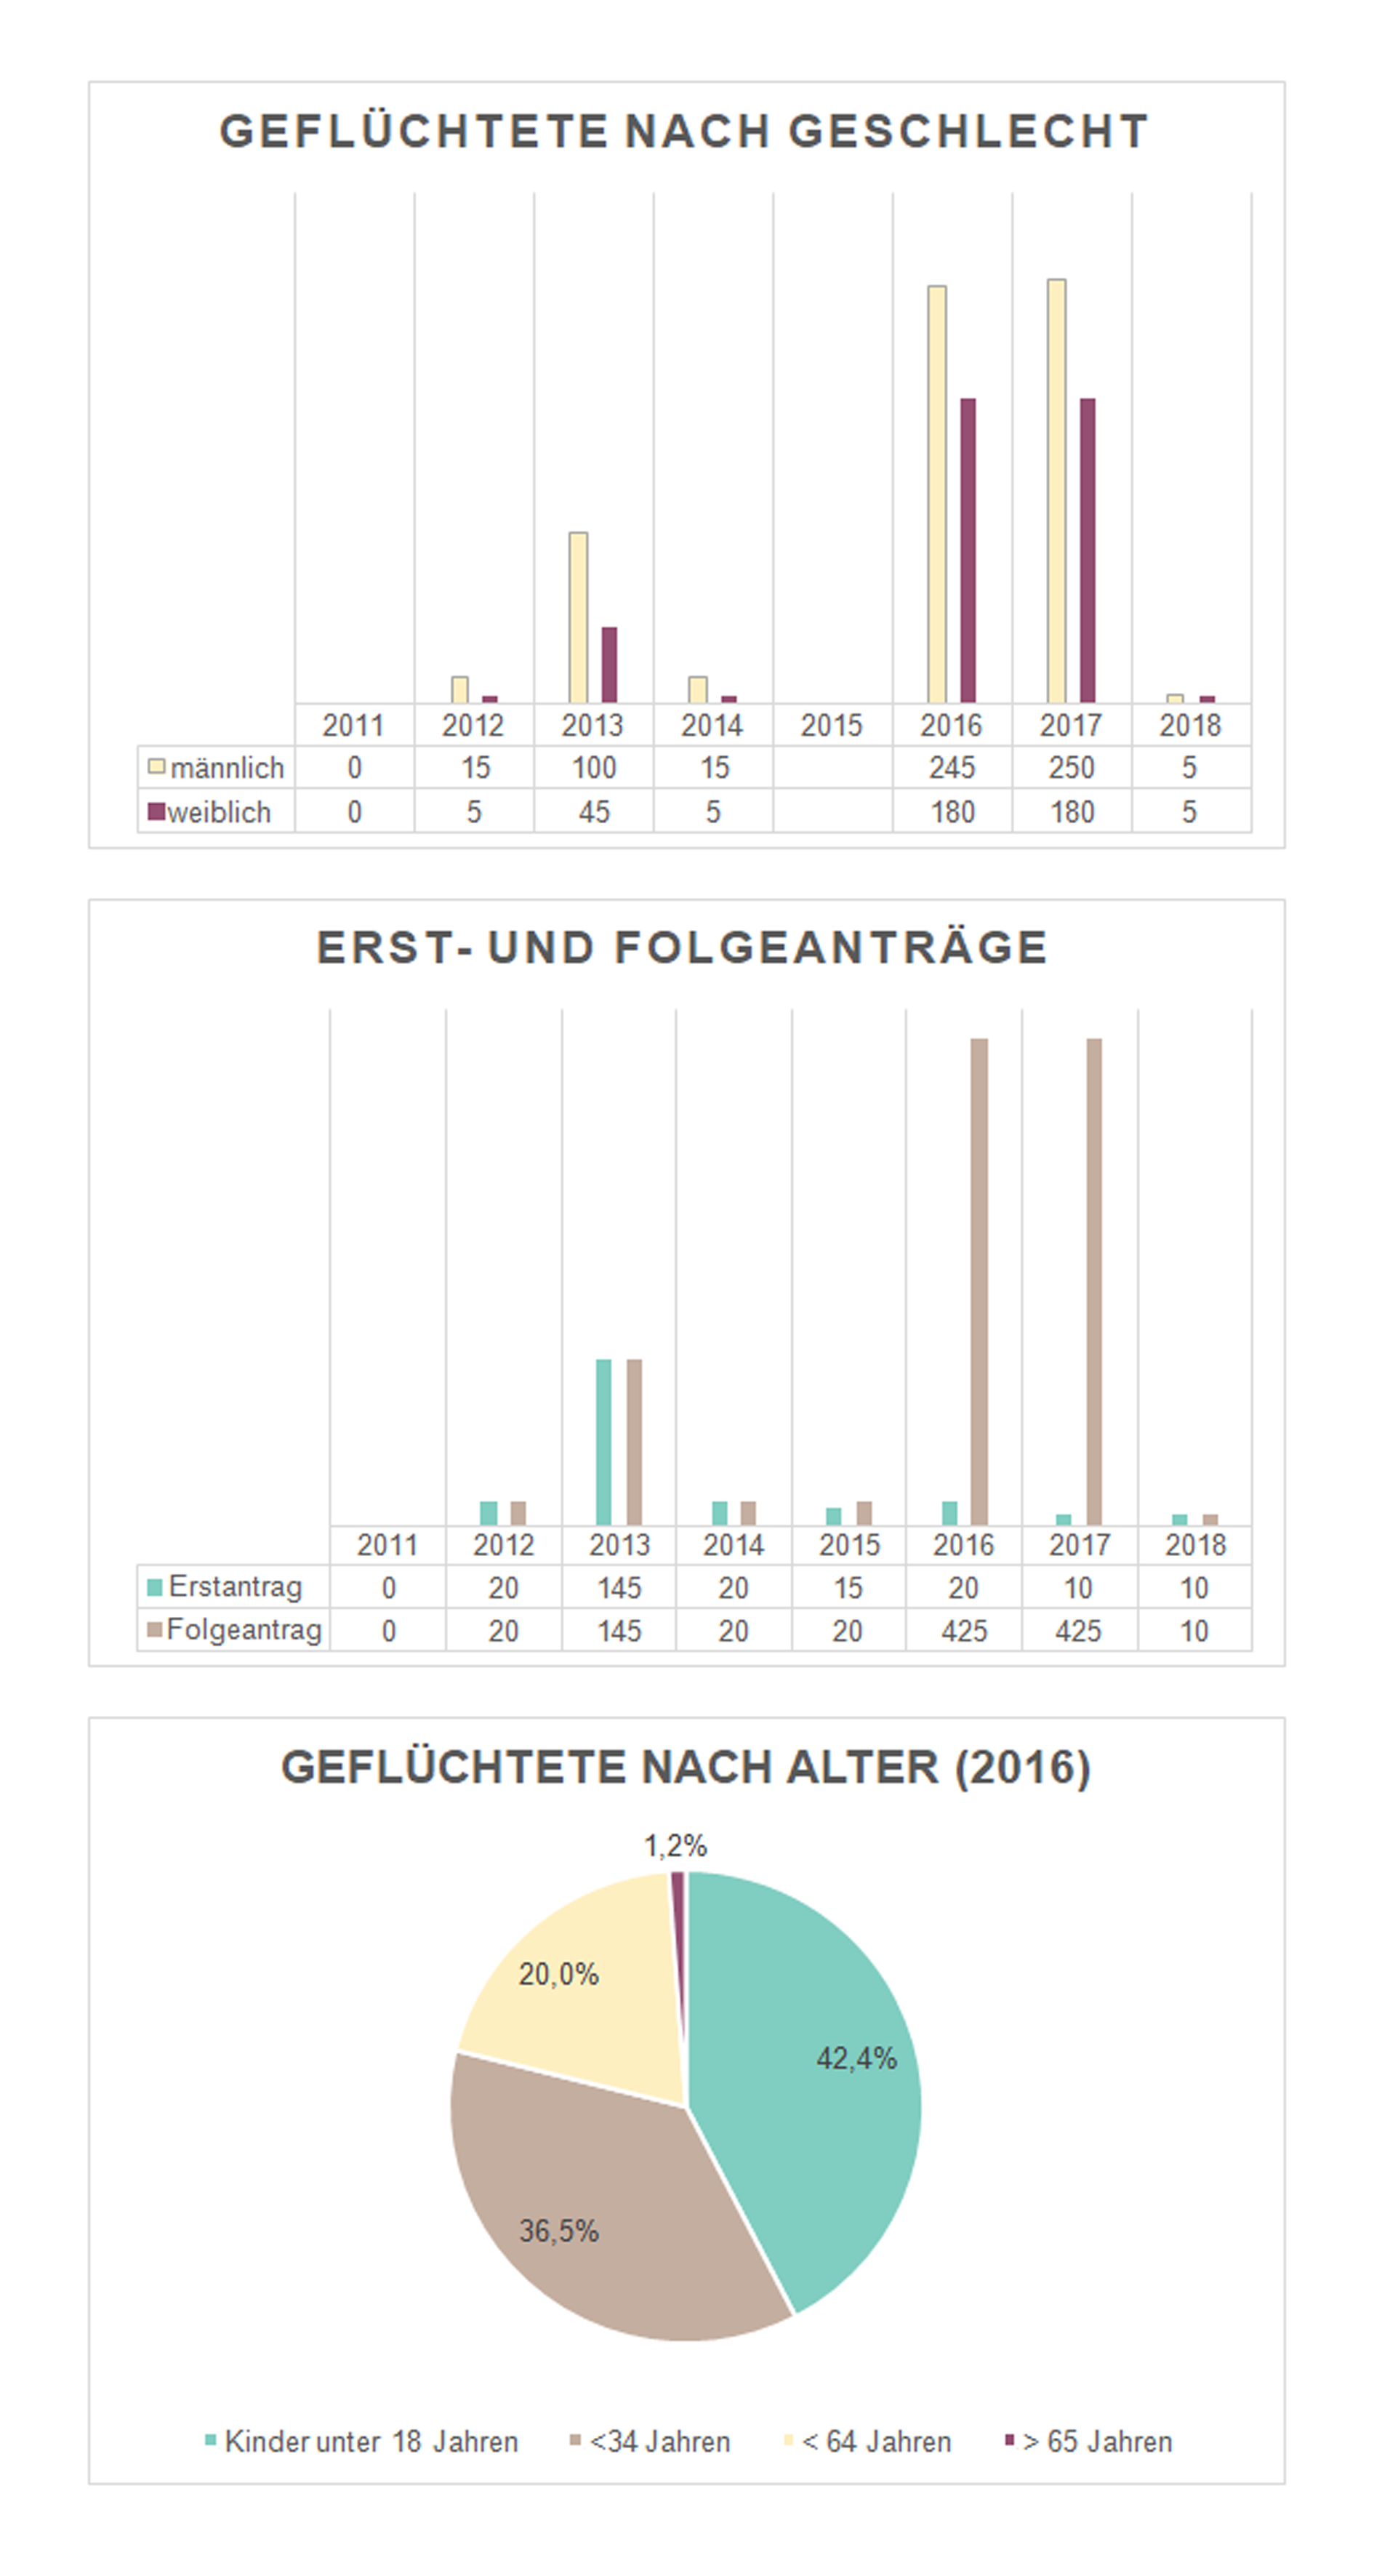 GEFLÜCHTETE NACH GESCHLECHT
2011 2012 2013 2014 2015 2016 2017 2018
männlich 0 15 100 15 245 250 5
weiblich 0 5 45 5 180 180 5
ERST- UND FOLGEANTRÄGE
2011 2012 2013 2014 2015 2016 2017 2018
Erstantrag 0 20 145 20 15 20 10 10
Folgeantrag 0 20 145 20 20 425 425 10
GEFLÜCHTETE NACH ALTER (2016)
1,2%
20,0%
42,4%
36,5%
Kinder unter 18 Jahren <34 Jahren < 64 Jahren > 65 Jahren